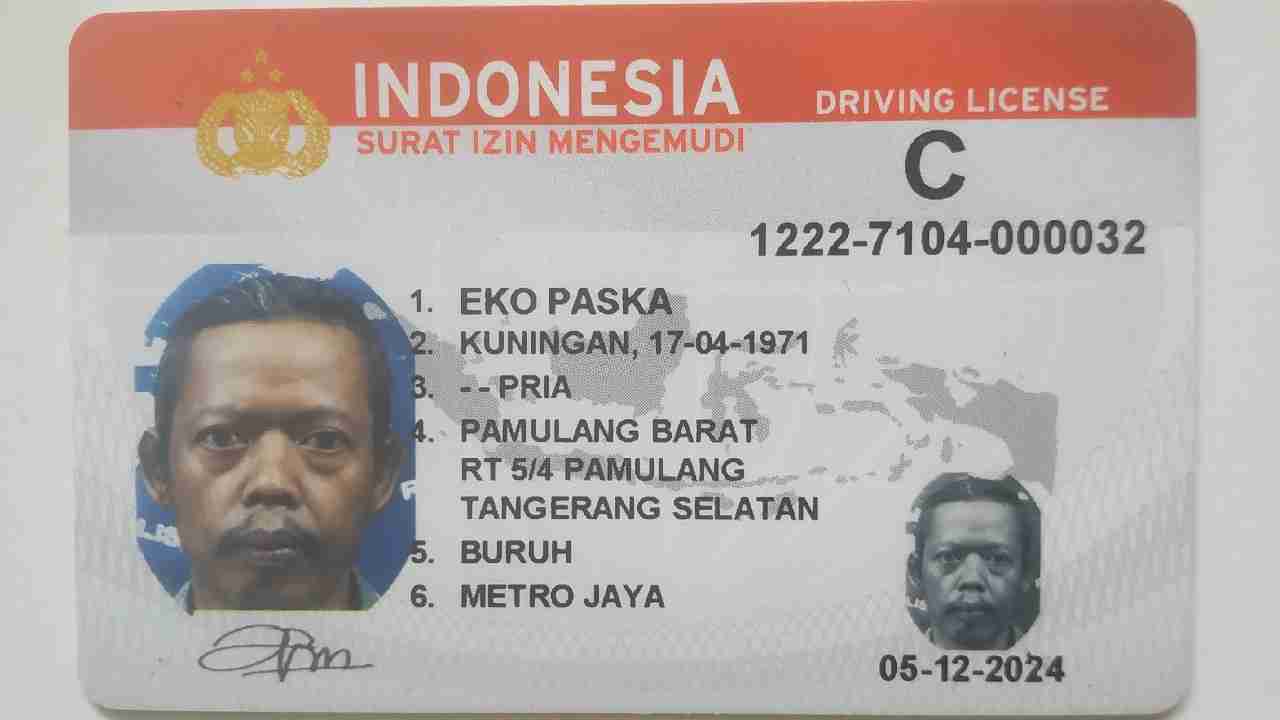 INDONESIA
SURAT IZIN MENGEMUDI
DRIVING LICENSE
C
1222-7104-000032
1. EKO PASKA
2. KUNINGAN, 17-04-1971
3. - - PRIA
4. PAMULANG BARAT
RT 5/4 PAMULANG
TANGERANG SELATAN
5. BURUH
6. METRO JAYA
05-12-2024